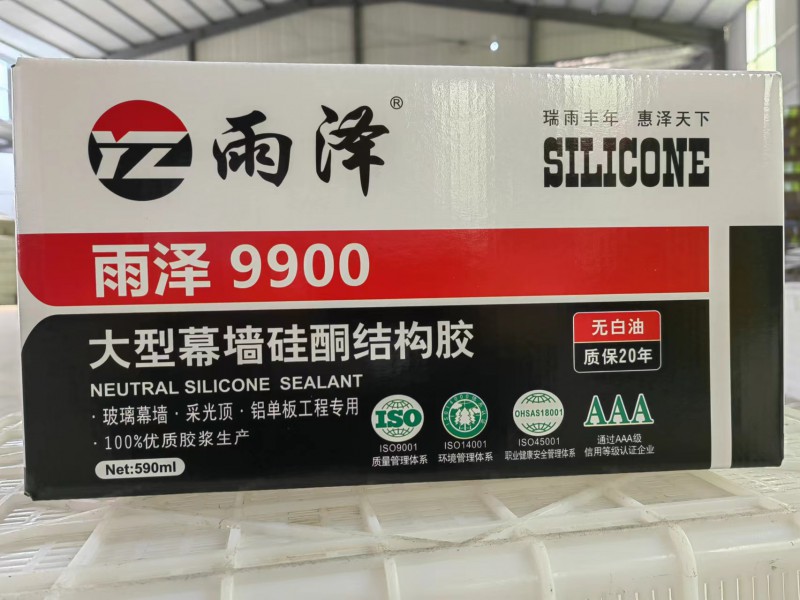 YZ 雨泽®
瑞雨丰年 惠泽天下
SILICONE
雨泽 9900
大型幕墙硅酮结构胶
NEUTRAL SILICONE SEALANT
· 玻璃幕墙 · 采光顶 · 铝单板工程专用
· 100%优质胶浆生产
Net:590ml
无白油
质保20年
ISO
ISO9001
质量管理体系
ISO14001
环境管理体系
OHSAS18001
ISO45001
职业健康安全管理体系
AAA
通过AAA级
信用等级认证企业